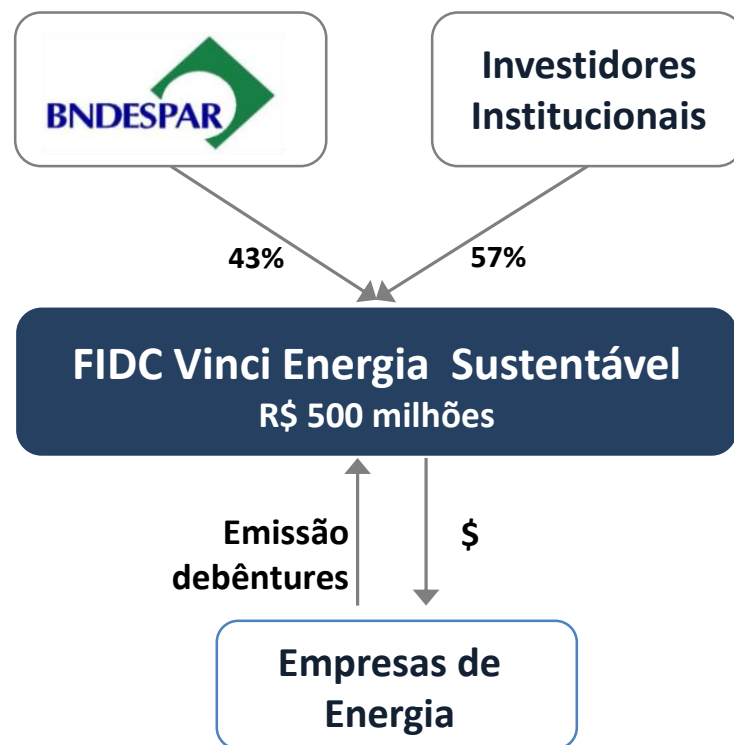 BNDESPAR
Investidores
Institucionais
43%
57%
FIDC Vinci Energia Sustentável
R$ 500 milhões
Emissão
debêntures
$
Empresas de
Energia